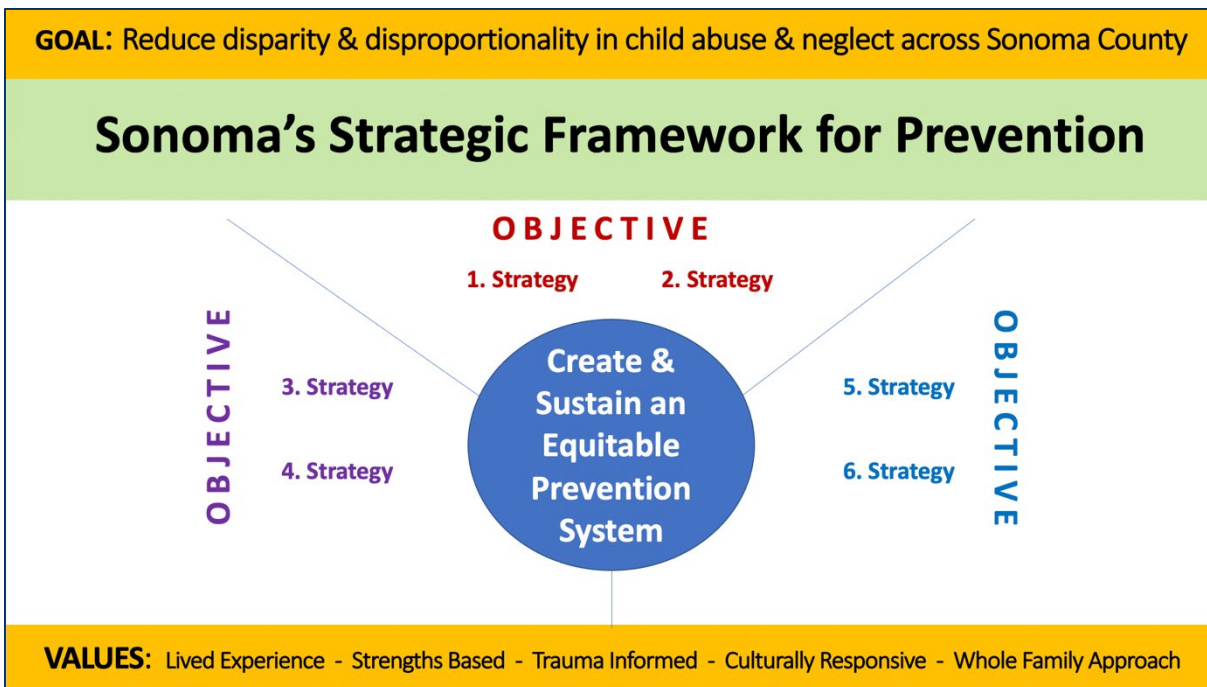 GOAL: Reduce disparity & disproportionality in child abuse & neglect across Sonoma County
Sonoma’s Strategic Framework for Prevention
OBJECTIVE
1. Strategy
2. Strategy
OBJECTIVE
3. Strategy
4. Strategy
Create &
Sustain an
Equitable
Prevention
System
5. Strategy
6. Strategy
OBJECTIVE
VALUES: Lived Experience - Strengths Based - Trauma Informed - Culturally Responsive - Whole Family Approach